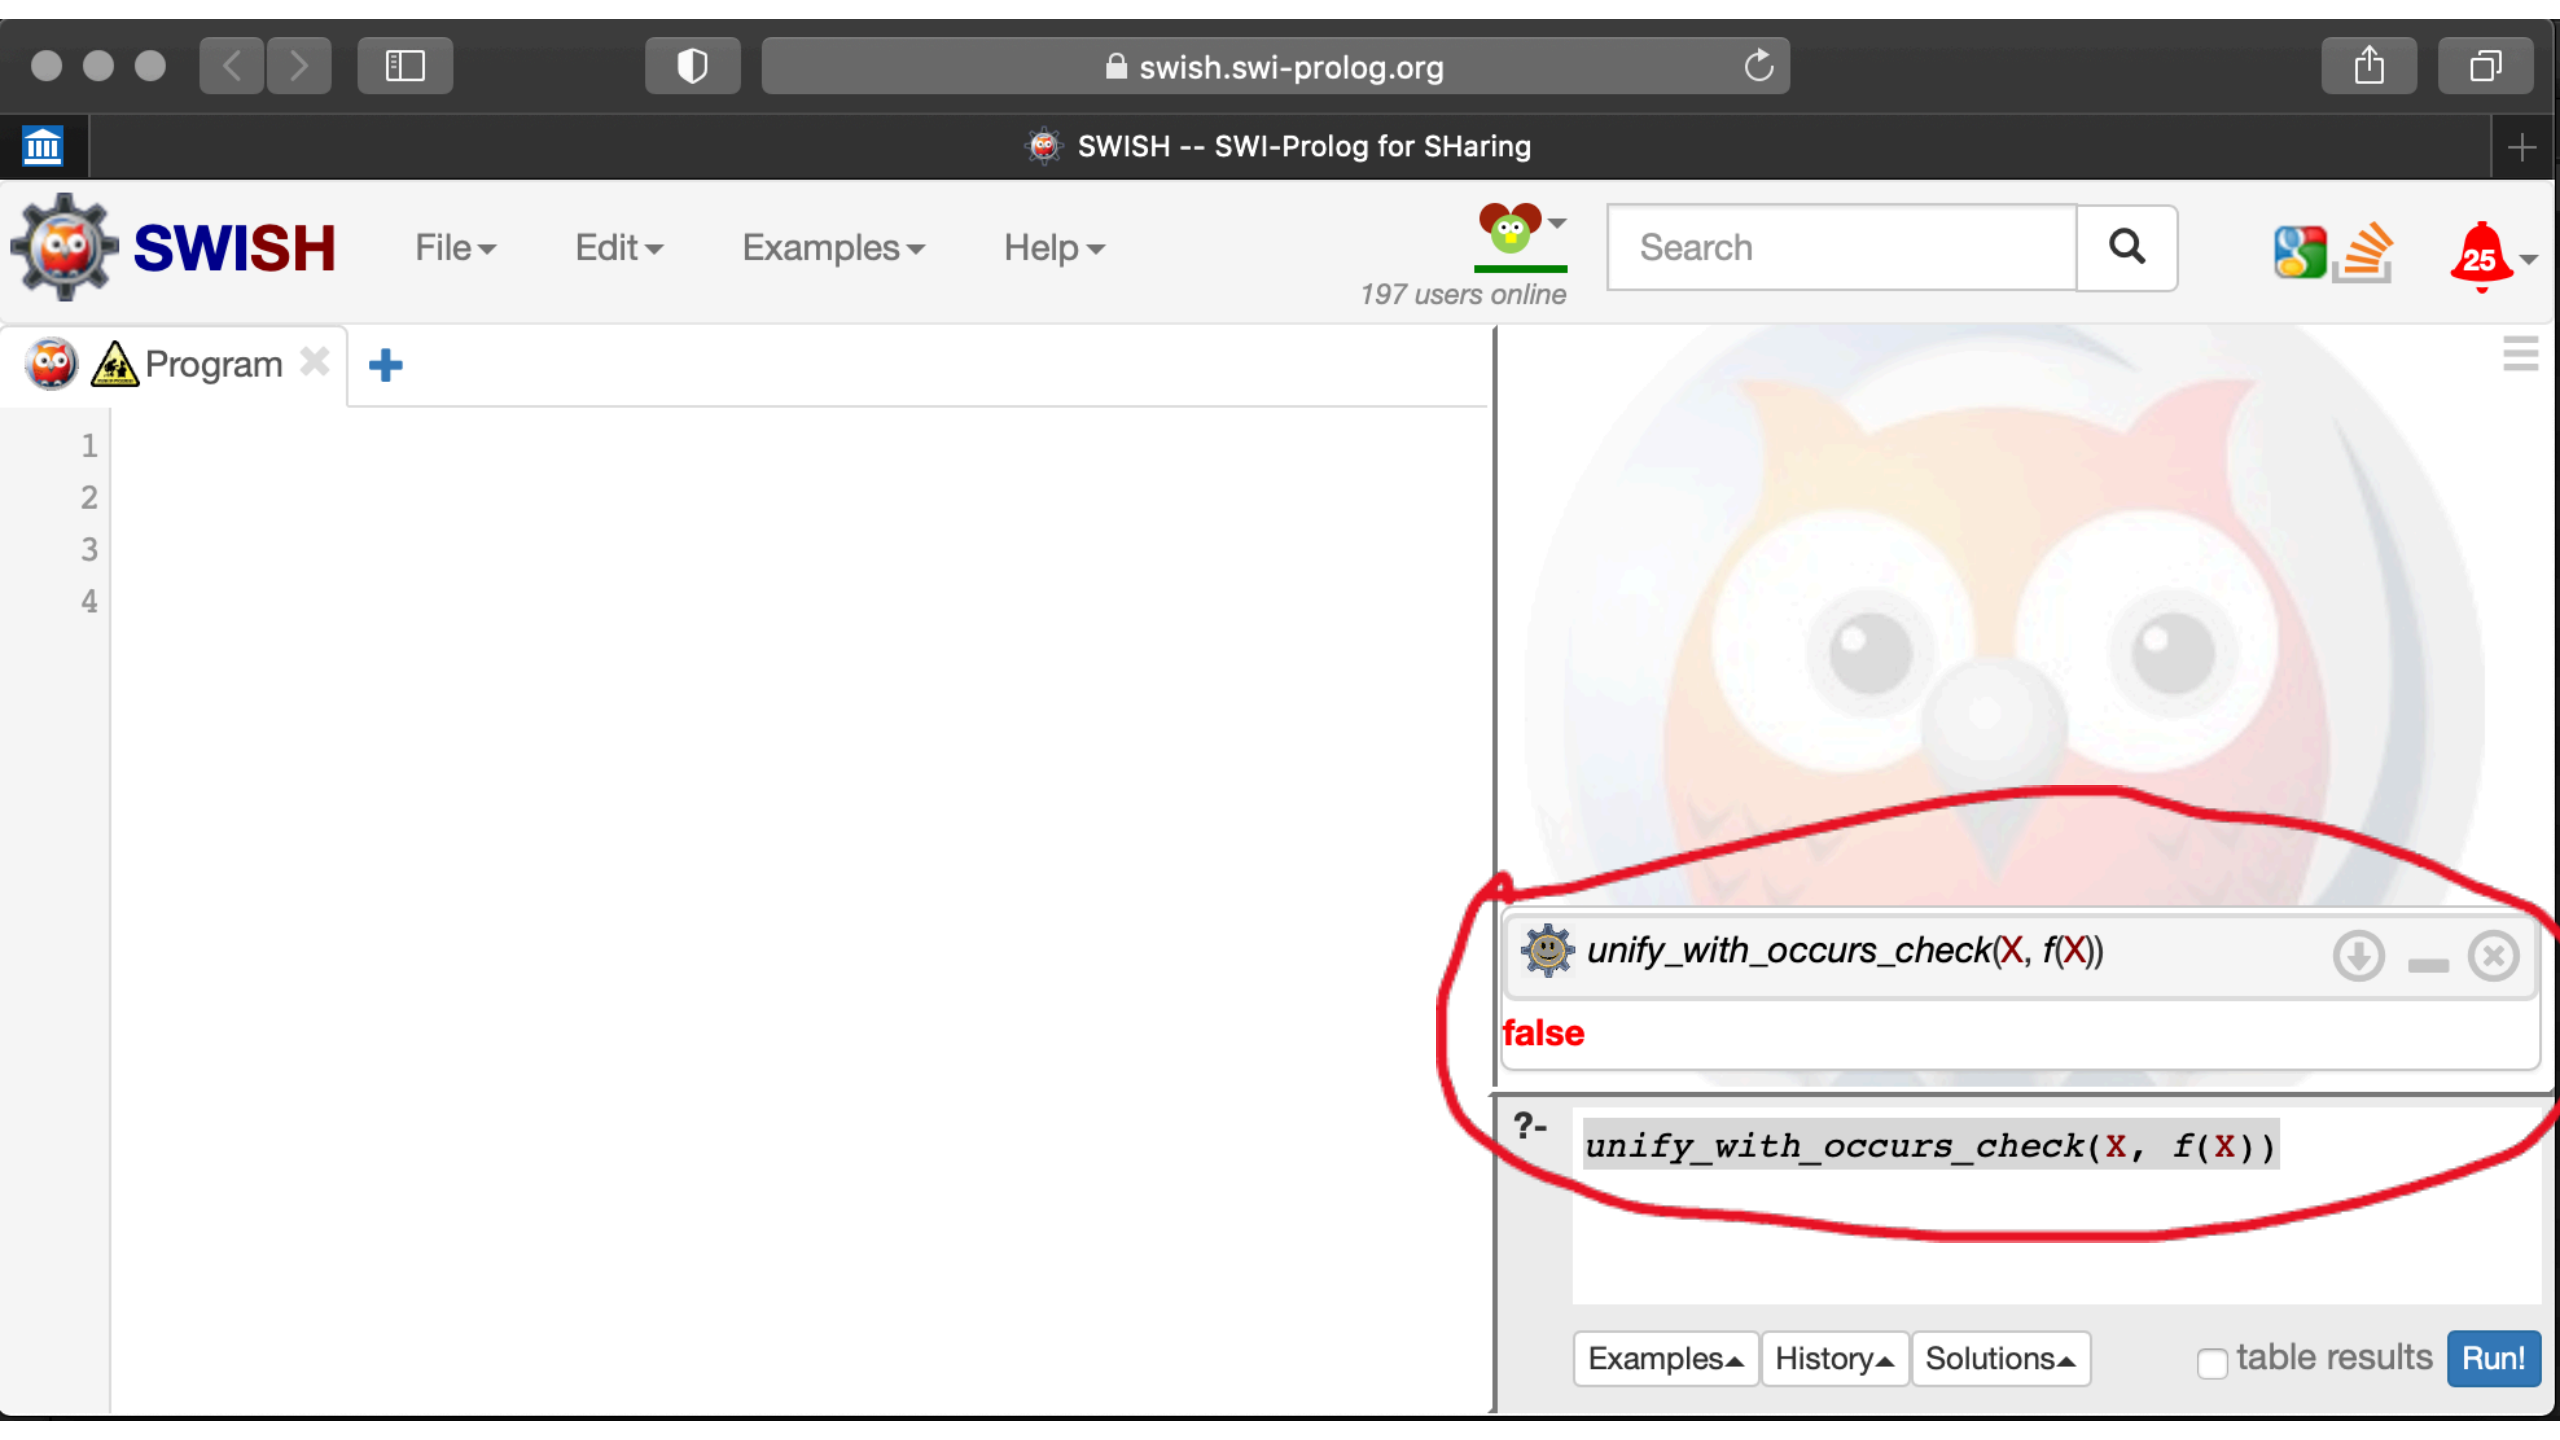 swish.swi-prolog.org
SWISH -- SWI-Prolog for SHaring
SWISH File Edit Examples Help Search 25
197 users online
Program
1
2
3
4
unify_with_occurs_check(X, f(X))
false
?- unify_with_occurs_check(X, f(X))
Examples History Solutions table results Run!